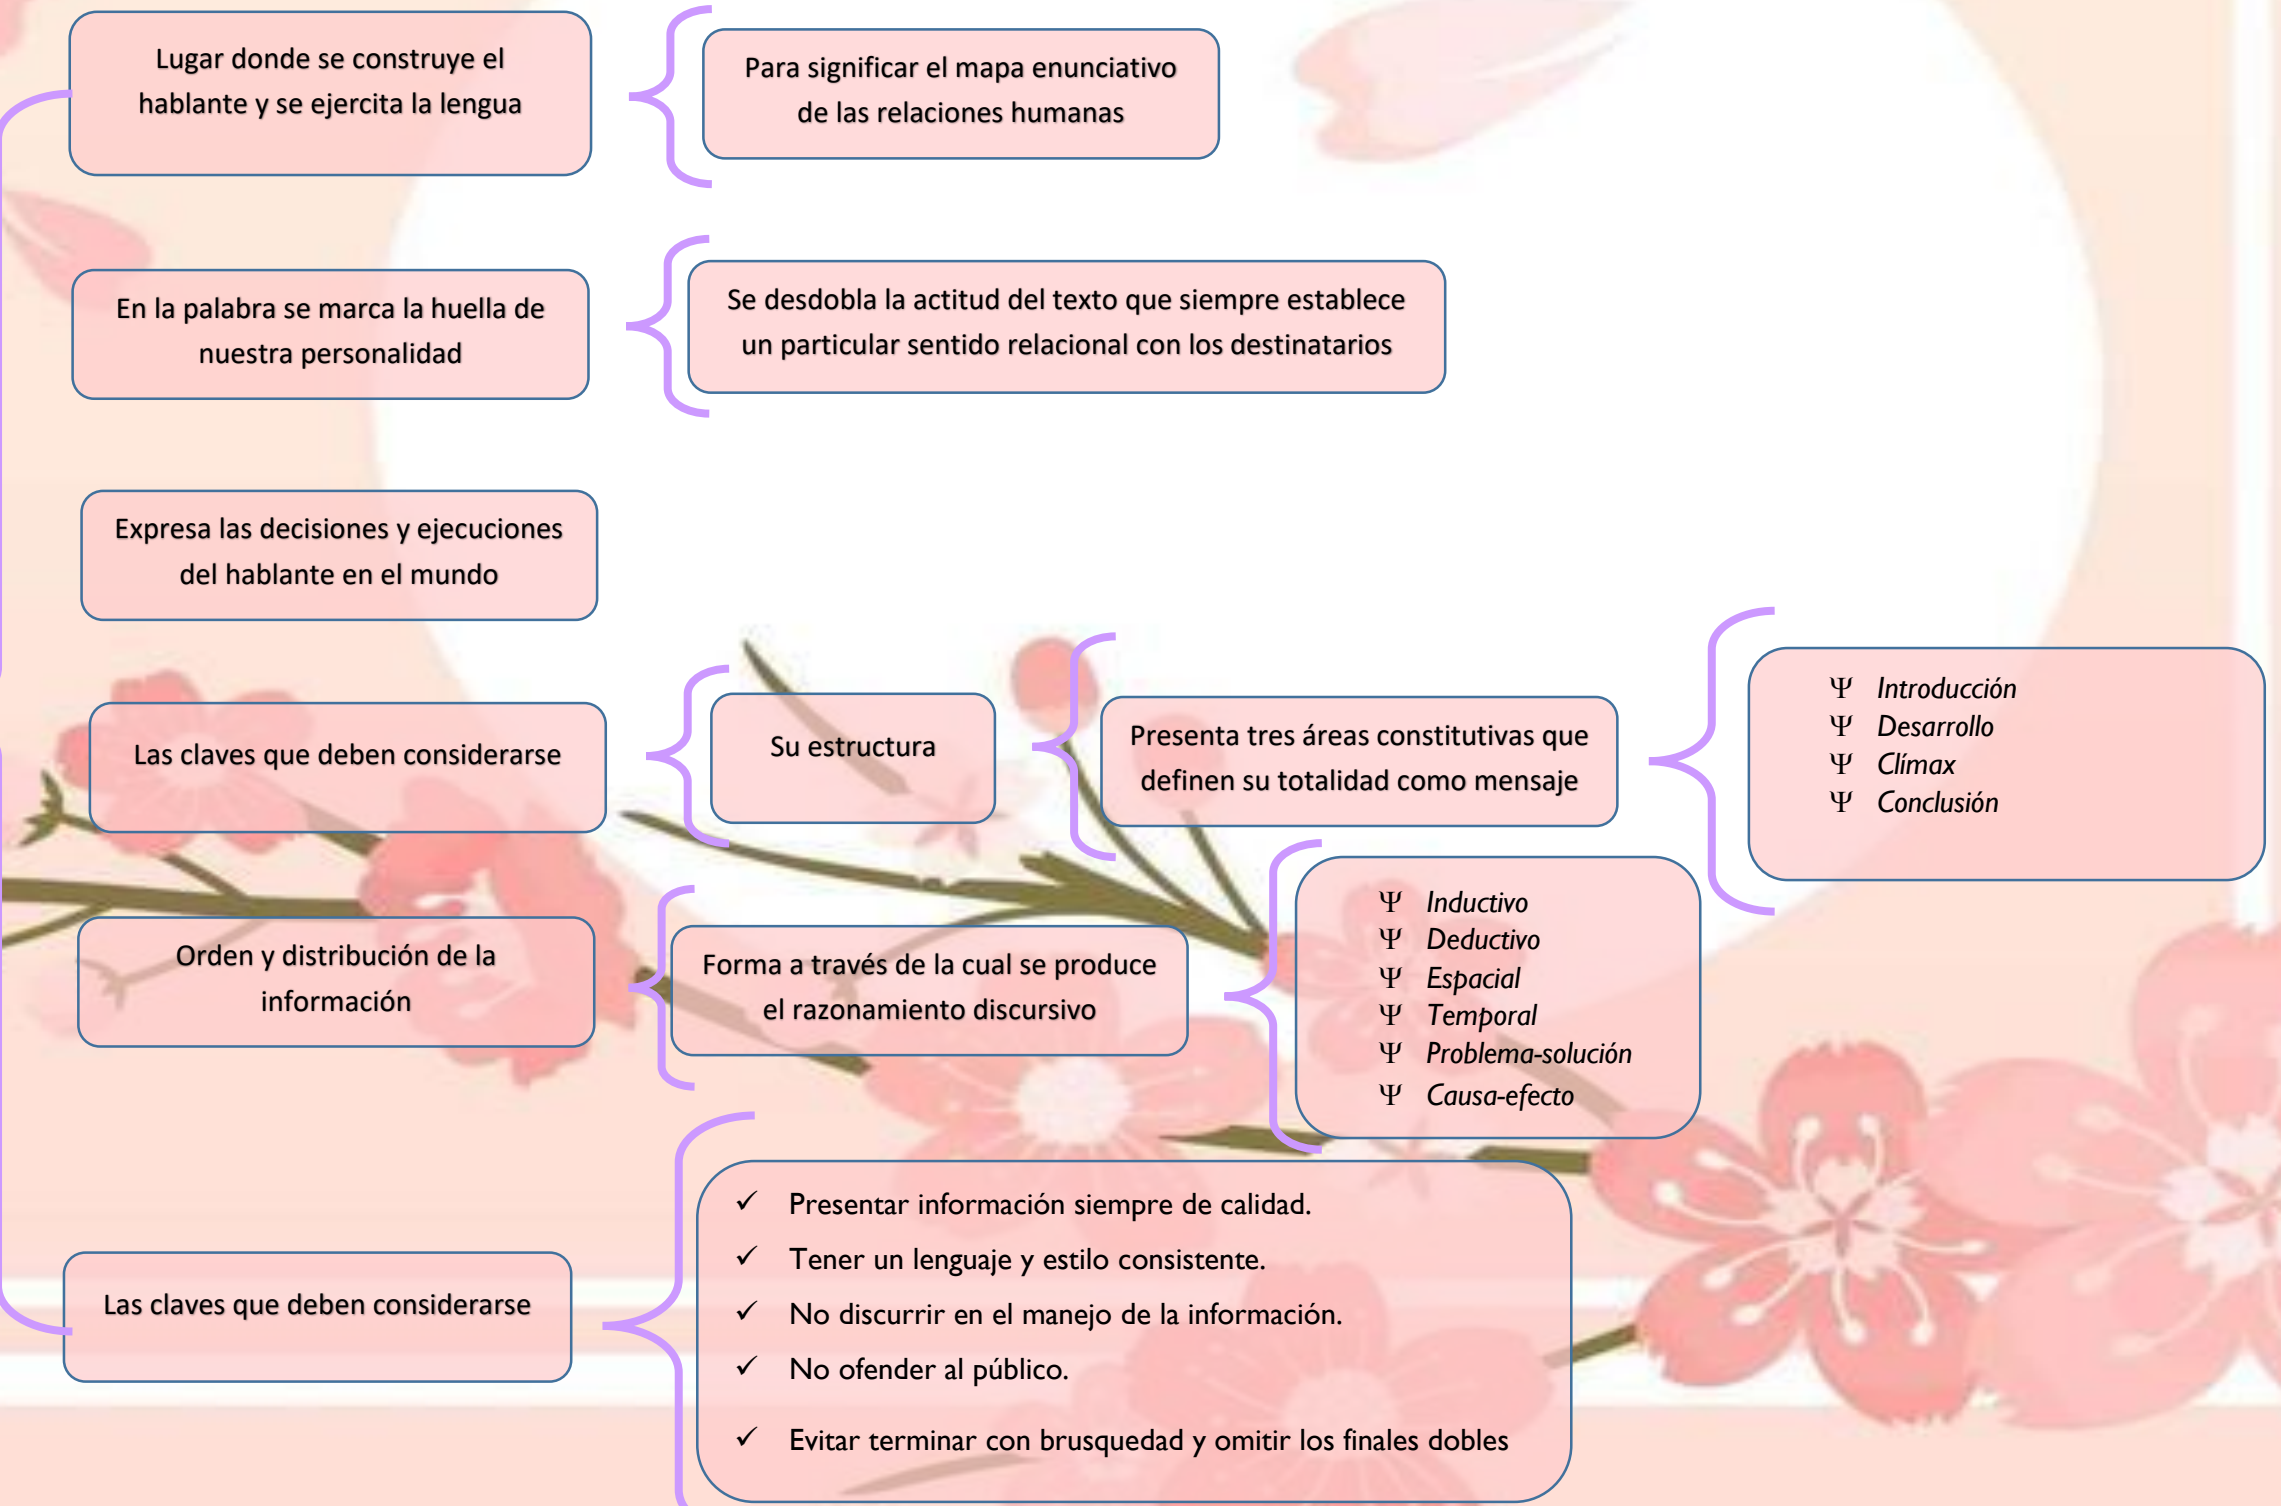 Lugar donde se construye el
hablante y se ejercita la lengua
Para significar el mapa enunciativo
de las relaciones humanas
En la palabra se marca la huella de
nuestra personalidad
Se desdobla la actitud del texto que siempre establece
un particular sentido relacional con los destinatarios
Expresa las decisiones y ejecuciones
del hablante en el mundo
Las claves que deben considerarse
Su estructura
Presenta tres áreas constitutivas que
definen su totalidad como mensaje
Ψ Introducción
Ψ Desarrollo
Ψ Clímax
Ψ Conclusión
Orden y distribución de la
información
Forma a través de la cual se produce
el razonamiento discursivo
Ψ Inductivo
Ψ Deductivo
Ψ Espacial
Ψ Temporal
Ψ Problema-solución
Ψ Causa-efecto
Las claves que deben considerarse
✓ Presentar información siempre de calidad.
✓ Tener un lenguaje y estilo consistente.
✓ No discurrir en el manejo de la información.
✓ No ofender al público.
✓ Evitar terminar con brusquedad y omitir los finales dobles